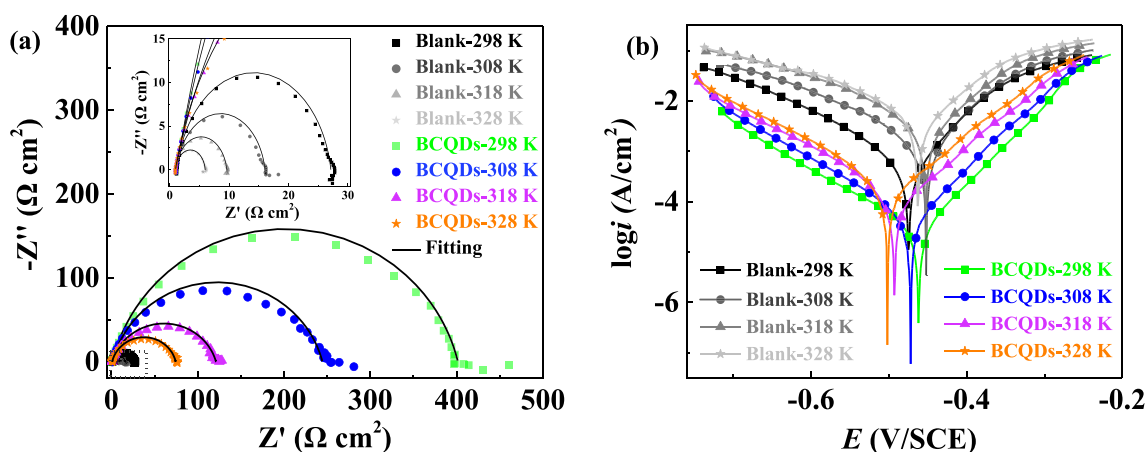 (a)
400
300
200
100
0
-Z'' (Ω cm²)
0 100 200 300 400 500
Z' (Ω cm²)
15
10
5
0
-Z'' (Ω cm²)
0 10 20 30
Z' (Ω cm²)
Blank-298 K
Blank-308 K
Blank-318 K
Blank-328 K
BCQDs-298 K
BCQDs-308 K
BCQDs-318 K
BCQDs-328 K
Fitting
(b)
-2
-4
-6
logi (A/cm²)
Blank-298 K
Blank-308 K
Blank-318 K
Blank-328 K
BCQDs-298 K
BCQDs-308 K
BCQDs-318 K
BCQDs-328 K
-0.6 -0.4 -0.2
E (V/SCE)